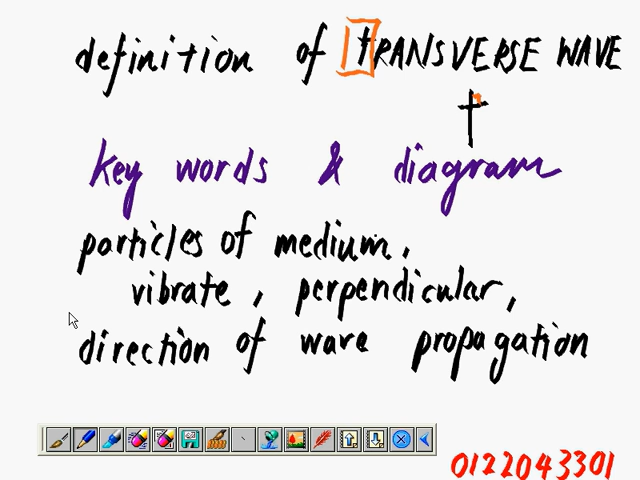 definition of tRANSVERSE WAVE
t
key words & diagram
particles of medium,
vibrate, perpendicular,
direction of wave propagation
0122043301